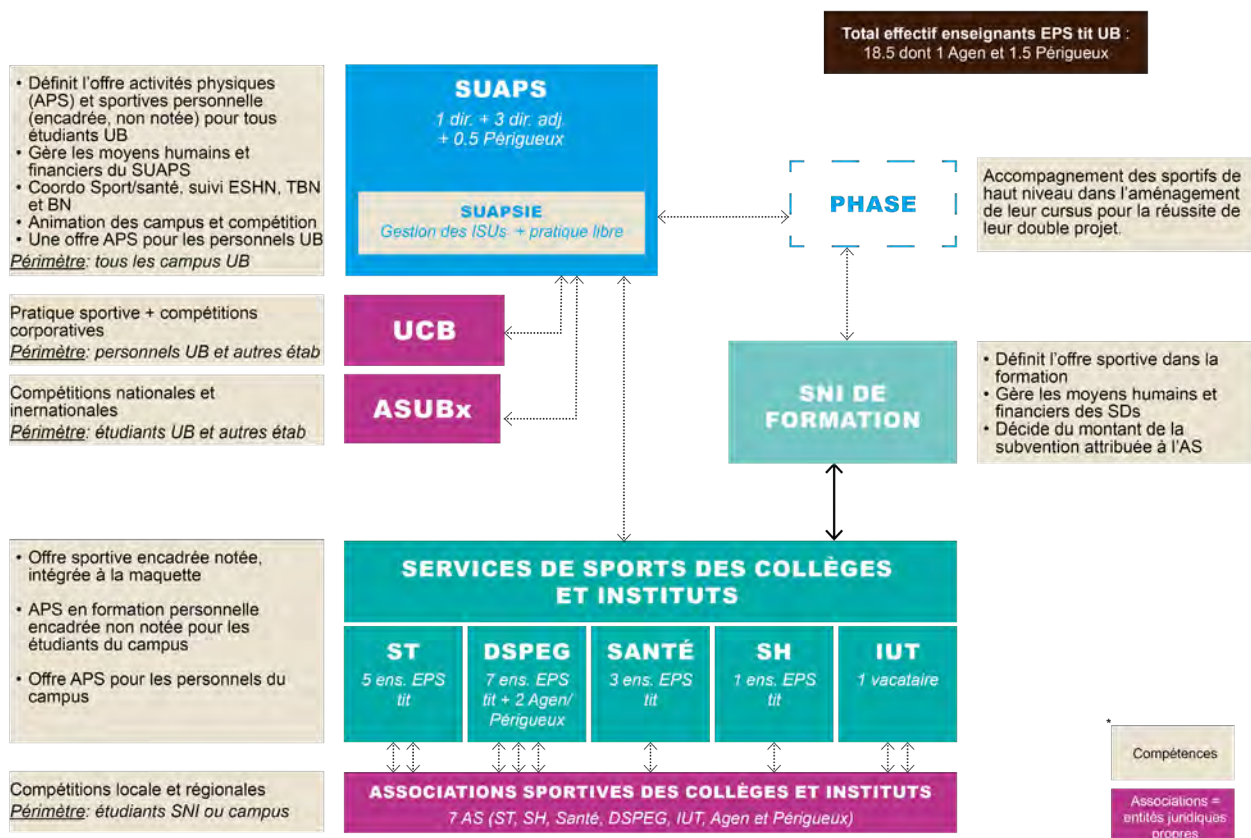 Total effectif enseignants EPS tit UB :
18.5 dont 1 Agen et 1.5 Périgueux
• Définit l'offre activités physiques
(APS) et sportives personnelle
(encadrée, non notée) pour tous
étudiants UB
• Gère les moyens humains et
financiers du SUAPS
• Coordo Sport/santé, suivi ESHN, TBN
et BN
• Animation des campus et compétition
• Une offre APS pour les personnels UB
Périmètre: tous les campus UB
SUAPS
1 dir. + 3 dir. adj.
+ 0.5 Périgueux
SUAPSIE
Gestion des ISUs + pratique libre
PHASE
Accompagnement des sportifs de
haut niveau dans l'aménagement
de leur cursus pour la réussite de
leur double projet.
Pratique sportive + compétitions
corporatives
Périmètre: personnels UB et autres étab
UCB
Compétitions nationales et
inernationales
Périmètre: étudiants UB et autres étab
ASUBx
SNI DE
FORMATION
• Définit l'offre sportive dans la
formation
• Gère les moyens humains et
financiers des SDs
• Décide du montant de la
subvention attribuée à l'AS
• Offre sportive encadrée notée,
intégrée à la maquette
• APS en formation personnelle
encadrée non notée pour les
étudiants du campus
• Offre APS pour les personnels du
campus
SERVICES DE SPORTS DES COLLÈGES
ET INSTITUTS
ST
5 ens. EPS
tit
DSPEG
7 ens. EPS
tit + 2 Agen/
Périgueux
SANTÉ
3 ens. EPS
tit
SH
1 ens. EPS
tit
IUT
1 vacataire
Compétitions locale et régionales
Périmètre: étudiants SNI ou campus
ASSOCIATIONS SPORTIVES DES COLLÈGES ET INSTITUTS
7 AS (ST, SH, Santé, DSPEG, IUT, Agen et Périgueux)
*
Compétences
Associations =
entités juridiques
propres